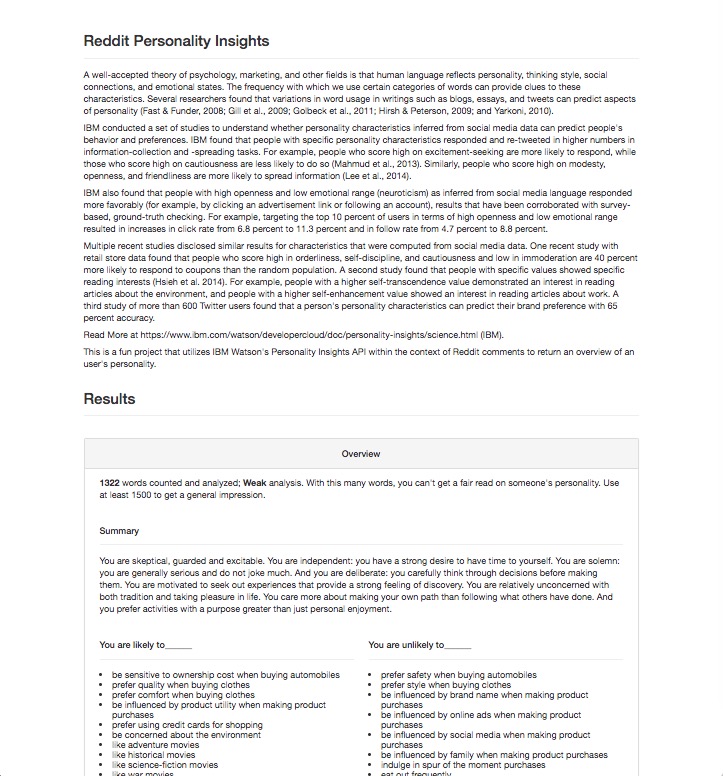 Reddit Personality Insights
A well-accepted theory of psychology, marketing, and other fields is that human language reflects personality, thinking style, social
connections, and emotional states. The frequency with which we use certain categories of words can provide clues to these
characteristics. Several researchers found that variations in word usage in writings such as blogs, essays, and tweets can predict aspects
of personality (Fast & Funder, 2008; Gill et al., 2009; Golbeck et al., 2011; Hirsh & Peterson, 2009; and Yarkoni, 2010).
IBM conducted a set of studies to understand whether personality characteristics inferred from social media data can predict people's
behavior and preferences. IBM found that people with specific personality characteristics responded and re-tweeted in higher numbers in
information-collection and -spreading tasks. For example, people who score high on excitement-seeking are more likely to respond, while
those who score high on cautiousness are less likely to do so (Mahmud et al., 2013). Similarly, people who score high on modesty,
openness, and friendliness are more likely to spread information (Lee et al., 2014).
IBM also found that people with high openness and low emotional range (neuroticism) as inferred from social media language responded
more favorably (for example, by clicking an advertisement link or following an account), results that have been corroborated with survey-
based, ground-truth checking. For example, targeting the top 10 percent of users in terms of high openness and low emotional range
resulted in increases in click rate from 6.8 percent to 11.3 percent and in follow rate from 4.7 percent to 8.8 percent.
Multiple recent studies disclosed similar results for characteristics that were computed from social media data. One recent study with
retail store data found that people who score high in orderliness, self-discipline, and cautiousness and low in immoderation are 40 percent
more likely to respond to coupons than the random population. A second study found that people with specific values showed specific
reading interests (Hsieh et al. 2014). For example, people with a higher self-transcendence value demonstrated an interest in reading
articles about the environment, and people with a higher self-enhancement value showed an interest in reading articles about work. A
third study of more than 600 Twitter users found that a person's personality characteristics can predict their brand preference with 65
percent accuracy.
Read More at https://www.ibm.com/watson/developercloud/doc/personality-insights/science.html (IBM).
This is a fun project that utilizes IBM Watson's Personality Insights API within the context of Reddit comments to return an overview of an
user's personality.
Results
Overview
1322 words counted and analyzed; Weak analysis. With this many words, you can't get a fair read on someone's personality. Use
at least 1500 to get a general impression.
Summary
You are skeptical, guarded and excitable. You are independent: you have a strong desire to have time to yourself. You are solemn:
you are generally serious and do not joke much. And you are deliberate: you carefully think through decisions before making
them. You are motivated to seek out experiences that provide a strong feeling of discovery. You are relatively unconcerned with
both tradition and taking pleasure in life. You care more about making your own path than following what others have done. And
you prefer activities with a purpose greater than just personal enjoyment.
You are likely to______
• be sensitive to ownership cost when buying automobiles
• prefer quality when buying clothes
• prefer comfort when buying clothes
• be influenced by product utility when making product
purchases
• prefer using credit cards for shopping
• be concerned about the environment
• like adventure movies
• like historical movies
• like science-fiction movies
• like war movies
You are unlikely to______
• prefer safety when buying automobiles
• prefer style when buying clothes
• be influenced by brand name when making product
purchases
• be influenced by online ads when making product
purchases
• be influenced by social media when making product
purchases
• be influenced by family when making product purchases
• indulge in spur of the moment purchases
• eat out frequently